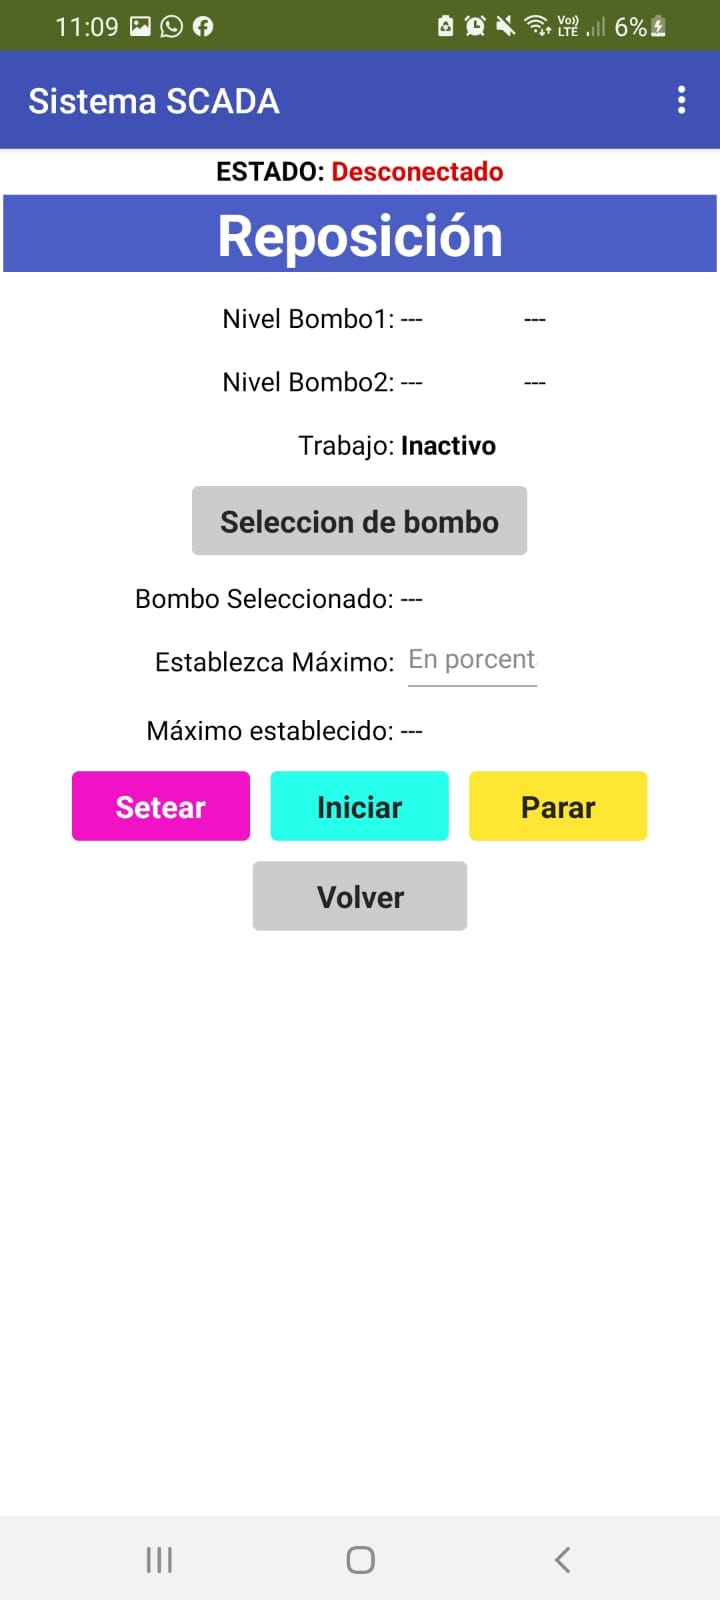 11:09 Vo)) LTE 6%
Sistema SCADA
ESTADO: Desconectado
Reposición
Nivel Bombo1: --- ---
Nivel Bombo2: --- ---
Trabajo: Inactivo
Seleccion de bombo
Bombo Seleccionado: ---
Establezca Máximo: En porcent
Máximo establecido: ---
Setear Iniciar Parar
Volver